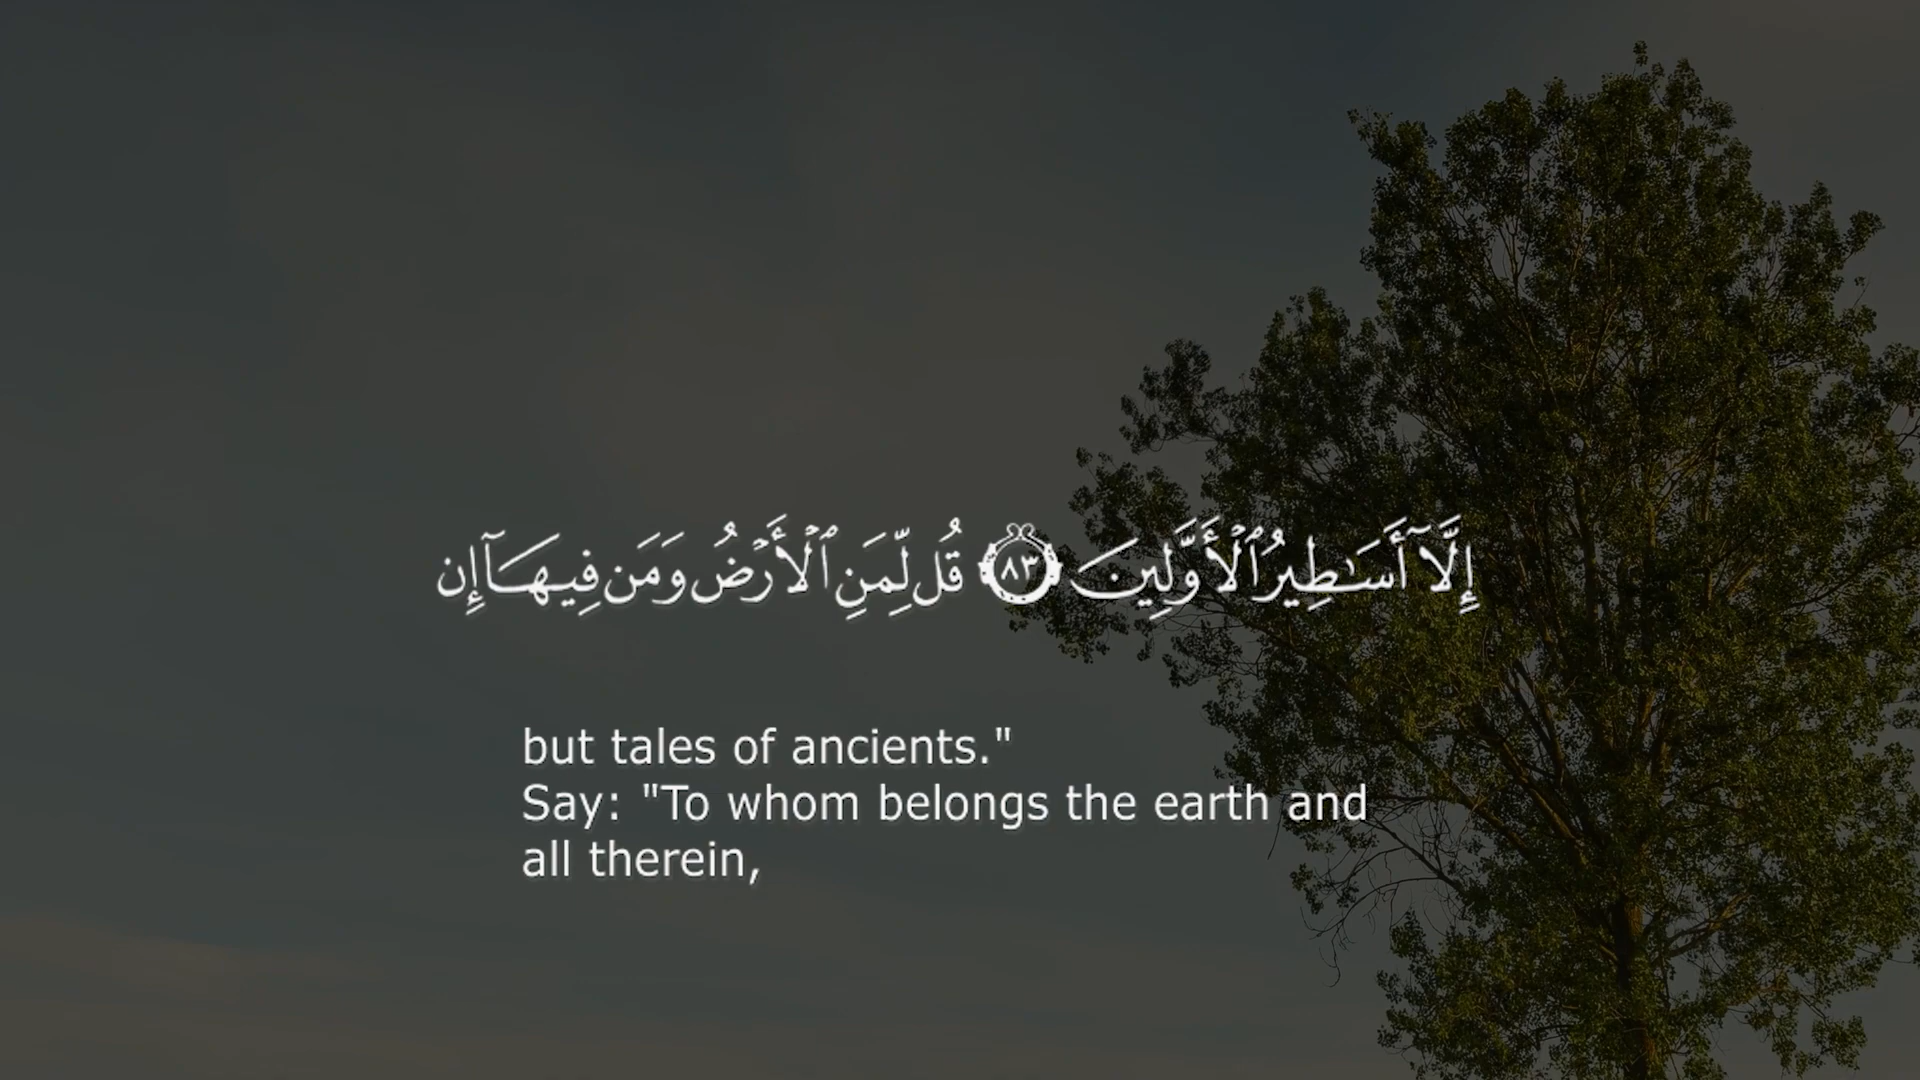 إِلَّآ أَسَـٰطِيرُ ٱلْأَوَّلِينَ ٨٣ قُل لِّمَنِ ٱلْأَرْضُ وَمَن فِيهَآ إِن
but tales of ancients."
Say: "To whom belongs the earth and
all therein,